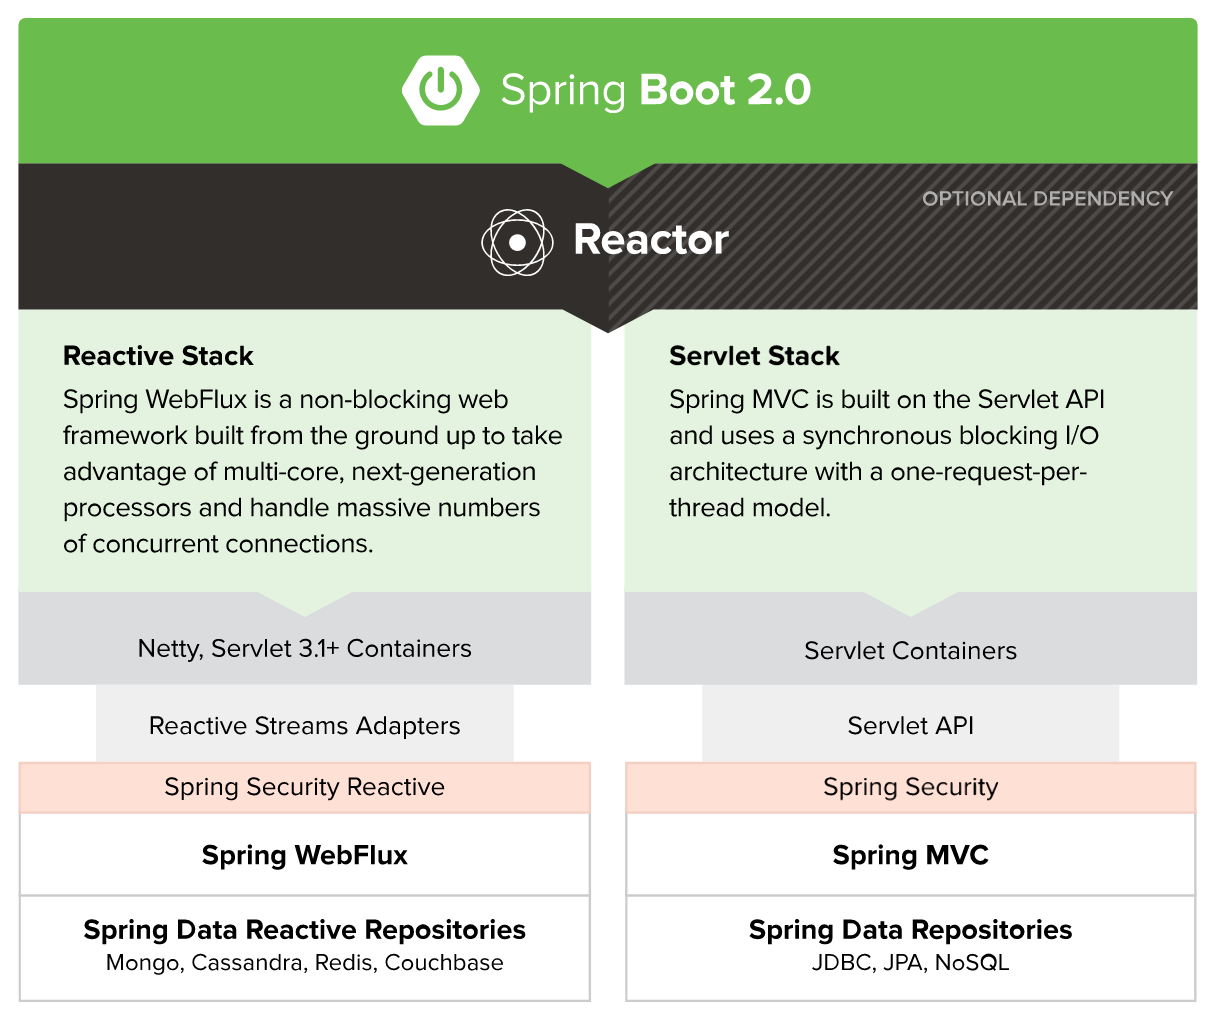 Spring Boot 2.0
OPTIONAL DEPENDENCY
Reactor
Reactive Stack
Spring WebFlux is a non-blocking web
framework built from the ground up to take
advantage of multi-core, next-generation
processors and handle massive numbers
of concurrent connections.
Netty, Servlet 3.1+ Containers
Reactive Streams Adapters
Spring Security Reactive
Spring WebFlux
Spring Data Reactive Repositories
Mongo, Cassandra, Redis, Couchbase
Servlet Stack
Spring MVC is built on the Servlet API
and uses a synchronous blocking I/O
architecture with a one-request-per-
thread model.
Servlet Containers
Servlet API
Spring Security
Spring MVC
Spring Data Repositories
JDBC, JPA, NoSQL